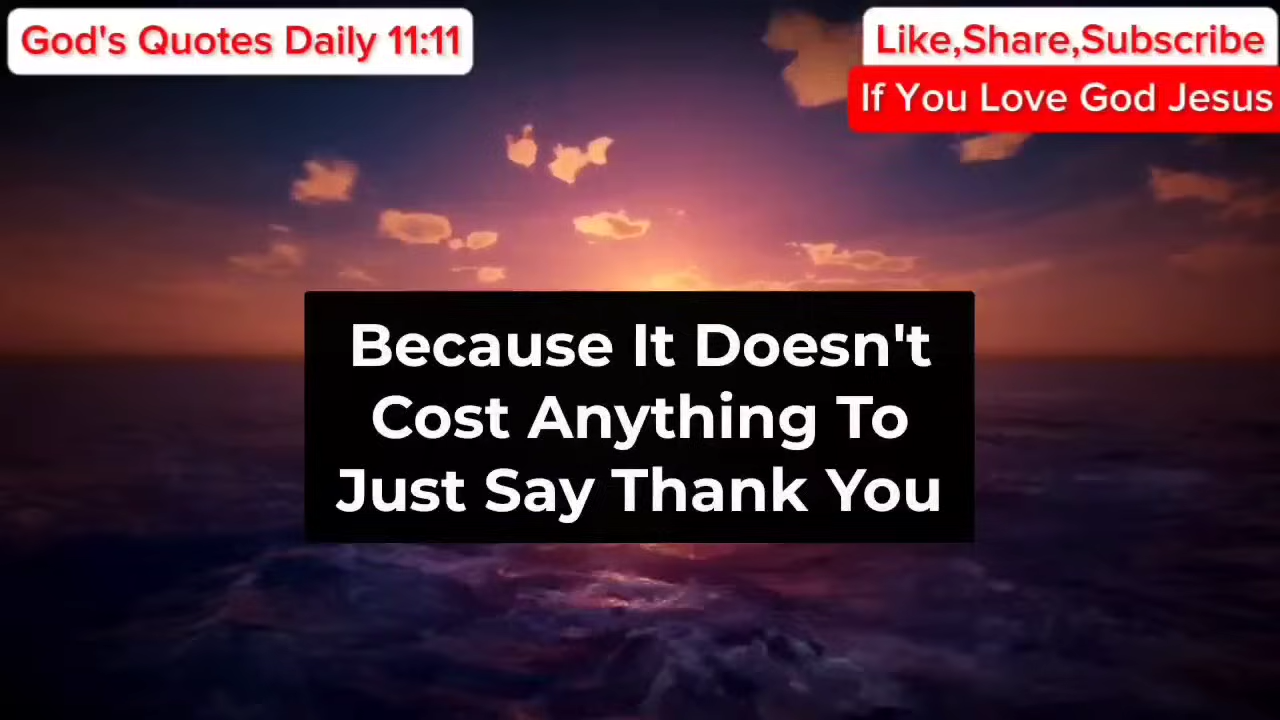 God's Quotes Daily 11:11
Like,Share,Subscribe
If You Love God Jesus
Because It Doesn't
Cost Anything To
Just Say Thank You